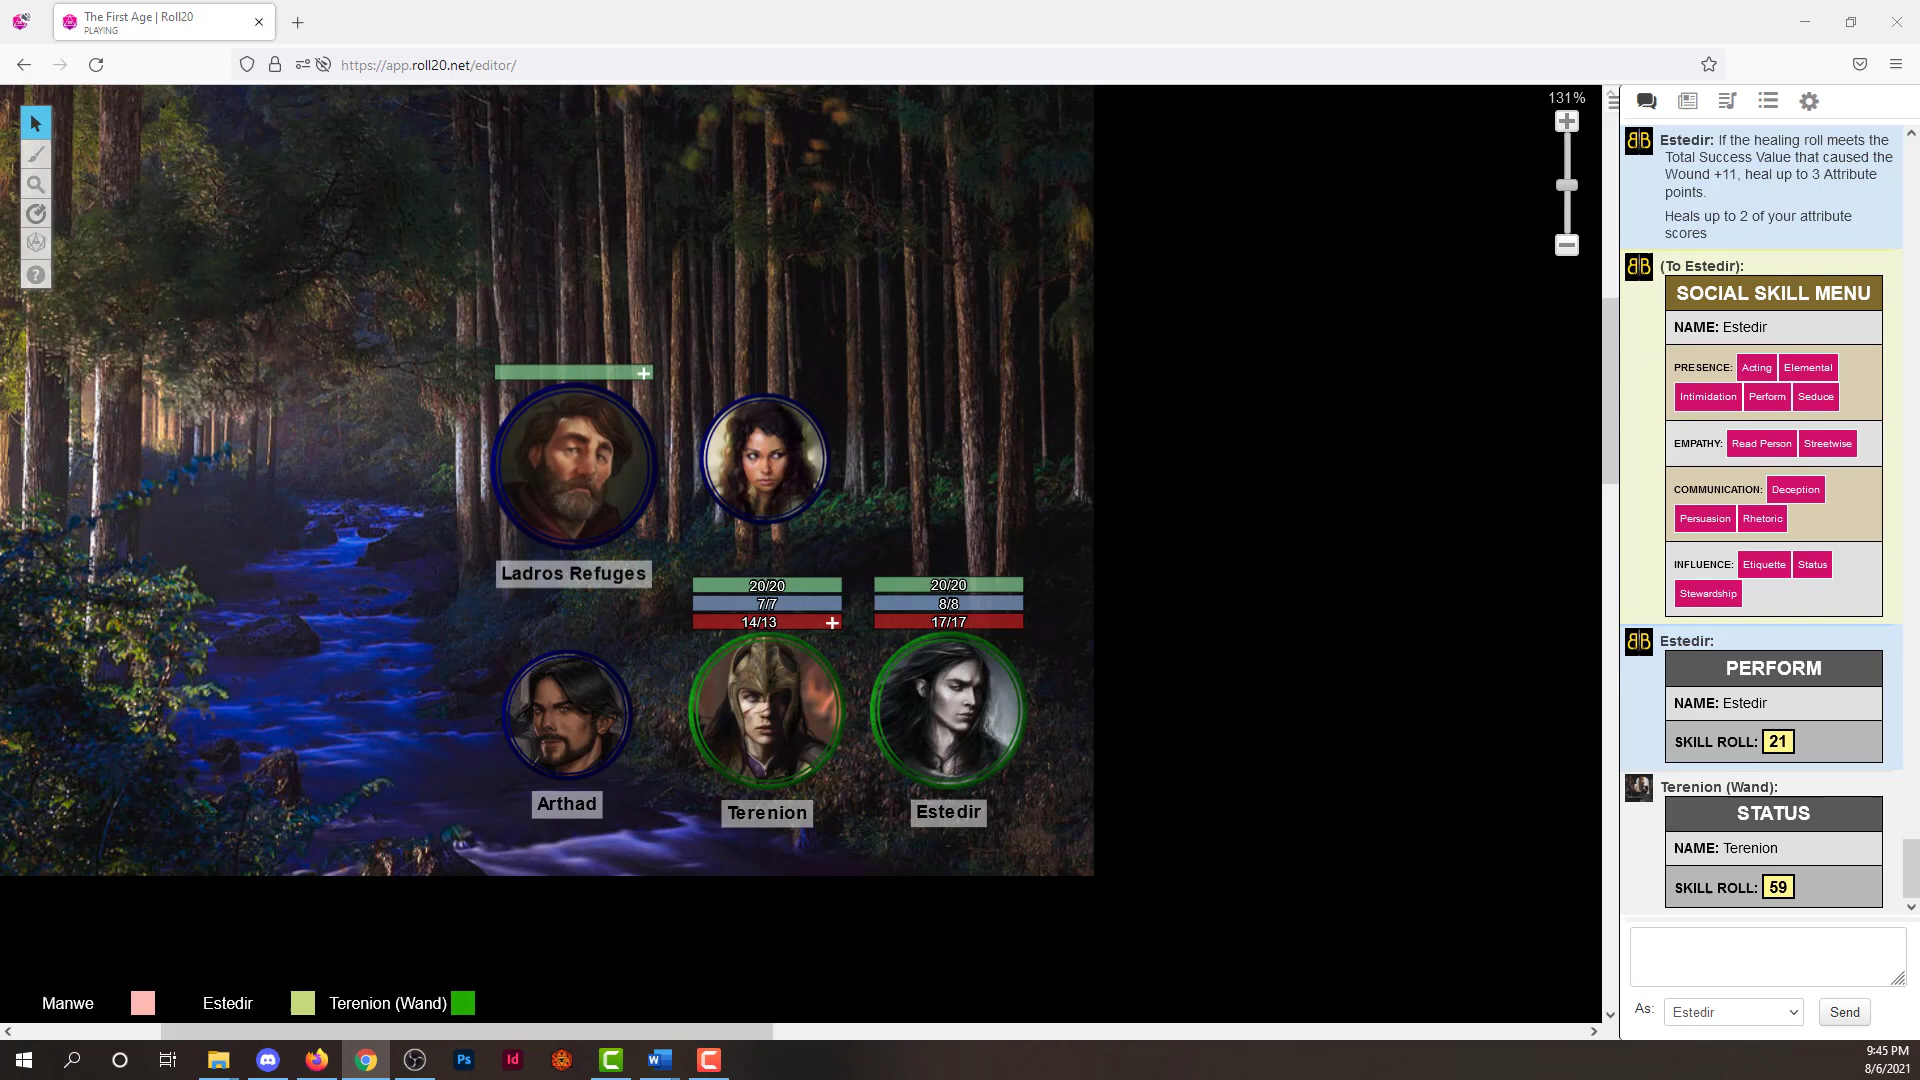 The First Age | Roll20
PLAYING
https://app.roll20.net/editor/
131%
Estedir: If the healing roll meets the
Total Success Value that caused the
Wound +11, heal up to 3 Attribute
points.
Heals up to 2 of your attribute
scores
(To Estedir):
SOCIAL SKILL MENU
NAME: Estedir
PRESENCE: Acting Elemental
Intimidation Perform Seduce
EMPATHY: Read Person Streetwise
COMMUNICATION: Deception
Persuasion Rhetoric
INFLUENCE: Etiquette Status
Stewardship
Estedir:
PERFORM
NAME: Estedir
SKILL ROLL: 21
Terenion (Wand):
STATUS
NAME: Terenion
SKILL ROLL: 59
As: Estedir Send
Ladros Refuges
20/20
7/7
14/13
20/20
8/8
17/17
Arthad
Terenion
Estedir
Manwe Estedir Terenion (Wand)
Ps Id C W C
9:45 PM
8/6/2021